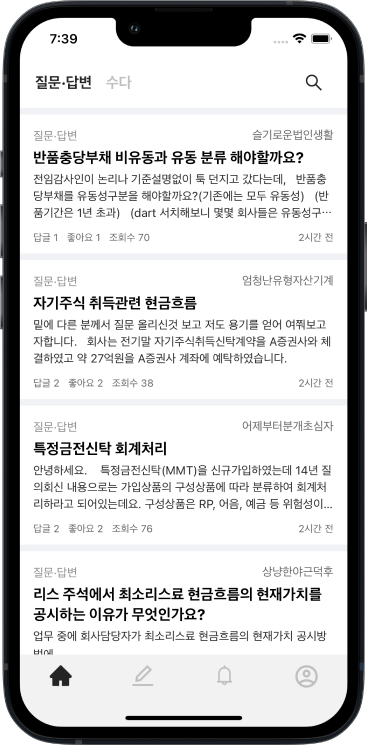 7:39
질문·답변 수다
질문·답변 슬기로운법인생활
반품충당부채 비유동과 유동 분류 해야할까요?
전임감사인이 논리나 기준설명없이 툭 던지고 갔다는데, 반품충
당부채를 유동성구분을 해야할까요?(기존에는 모두 유동성) (반
품기간은 1년 초과) (dart 서치해보니 몇몇 회사들은 유동성구…
답글 1 좋아요 1 조회수 70 2시간 전
질문·답변 엄청난유형자산기계
자기주식 취득관련 현금흐름
밑에 다른 분께서 질문 올리신것 보고 저도 용기를 얻어 여쭤보고
자합니다. 회사는 전기말 자기주식취득신탁계약을 A증권사와 체
결하였고 약 27억원을 A증권사 계좌에 예탁하였습니다.
답글 2 좋아요 2 조회수 38 2시간 전
질문·답변 어제부터분개초심자
특정금전신탁 회계처리
안녕하세요. 특정금전신탁(MMT)을 신규가입하였는데 14년 질
의회신 내용으로는 가입상품의 구성상품에 따라 분류하여 회계처
리하라고 되어있는데요. 구성상품은 RP, 어음, 예금 등 위험성이…
답글 2 좋아요 2 조회수 76 2시간 전
질문·답변 상냥한야근덕후
리스 주석에서 최소리스료 현금흐름의 현재가치를
공시하는 이유가 무엇인가요?
업무 중에 회사담당자가 최소리스료 현금흐름의 현재가치 공시방
법에